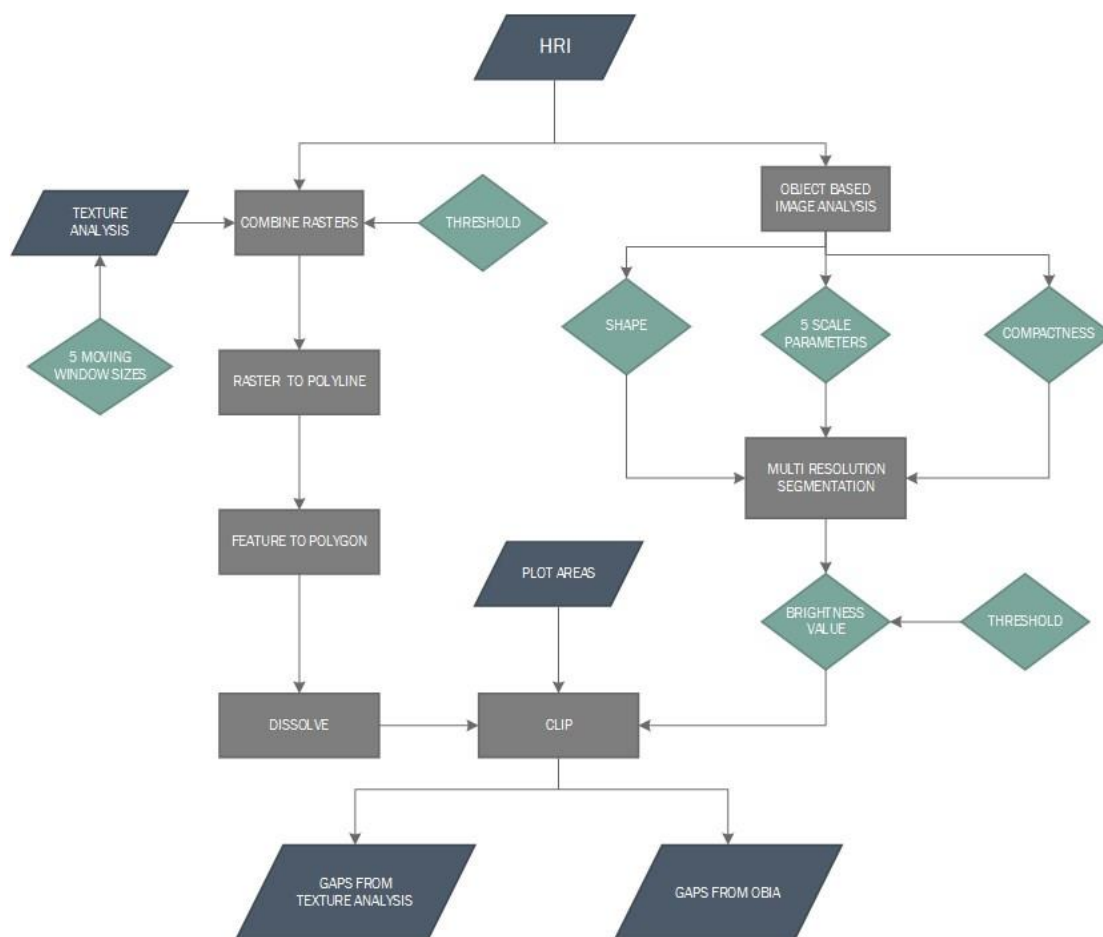 HRI
OBJECT BASED
IMAGE ANALYSIS
TEXTURE
ANALYSIS
COMBINE RASTERS
THRESHOLD
SHAPE
5 SCALE
PARAMETERS
COMPACTNESS
5 MOVING
WINDOW SIZES
RASTER TO POLYLINE
MULTI RESOLUTION
SEGMENTATION
FEATURE TO POLYGON
PLOT AREAS
BRIGHTNESS
VALUE
THRESHOLD
DISSOLVE
CLIP
GAPS FROM
TEXTURE ANALYSIS
GAPS FROM OBIA